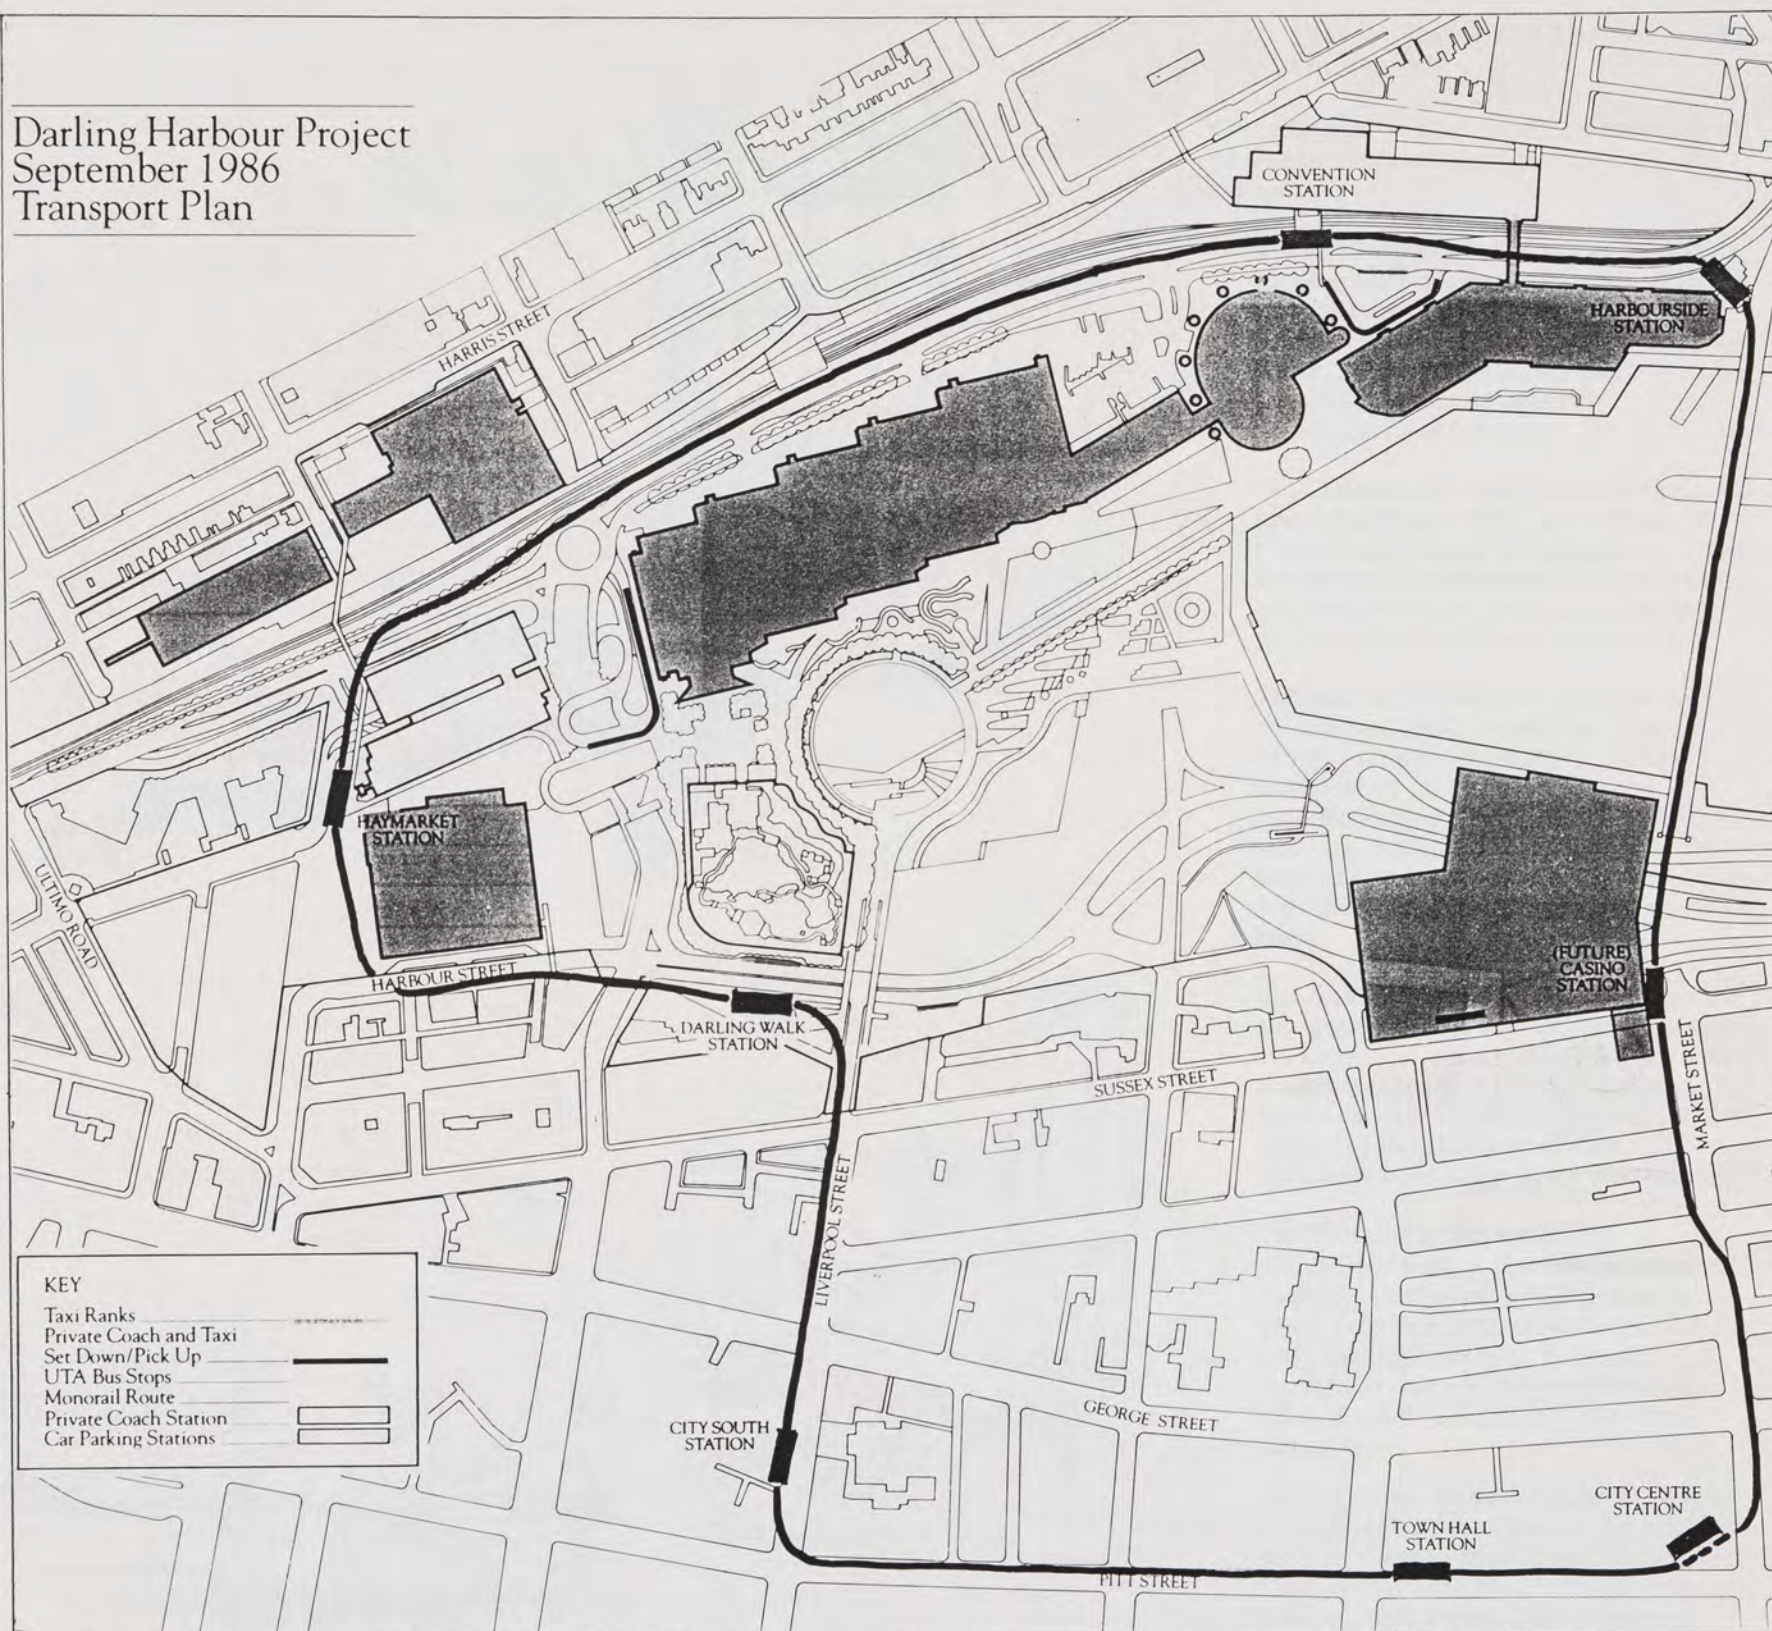 Darling Harbour Project
September 1986
Transport Plan
CONVENTION
STATION
HARBOURSIDE
STATION
HARRIS STREET
HAYMARKET
STATION
ULTIMO ROAD
HARBOUR STREET
DARLING WALK
STATION
(FUTURE)
CASINO
STATION
SUSSEX STREET
MARKET STREET
LIVERPOOL STREET
KEY
Taxi Ranks
Private Coach and Taxi
Set Down/Pick Up
UTA Bus Stops
Monorail Route
Private Coach Station
Car Parking Stations
CITY SOUTH
STATION
GEORGE STREET
CITY CENTRE
STATION
TOWN HALL
STATION
PITT STREET